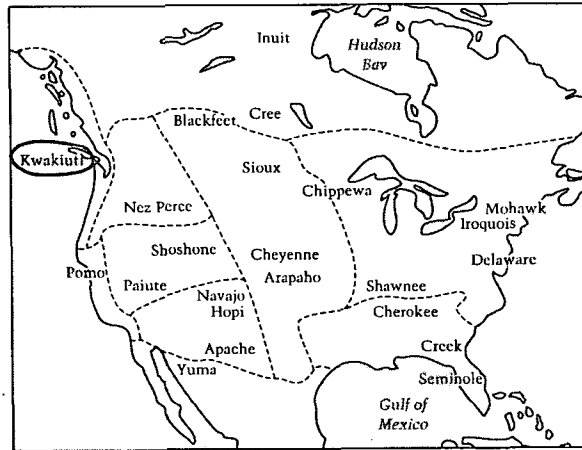 Inuit
Hudson
Bay
Blackfeet
Cree
Kwakiutl
Sioux
Chippewa
Nez Perce
Mohawk
Iroquois
Shoshone
Cheyenne
Delaware
Pomo
Arapaho
Paiute
Navajo
Shawnee
Hopi
Cherokee
Apache
Creek
Yuma
Seminole
Gulf of
Mexico